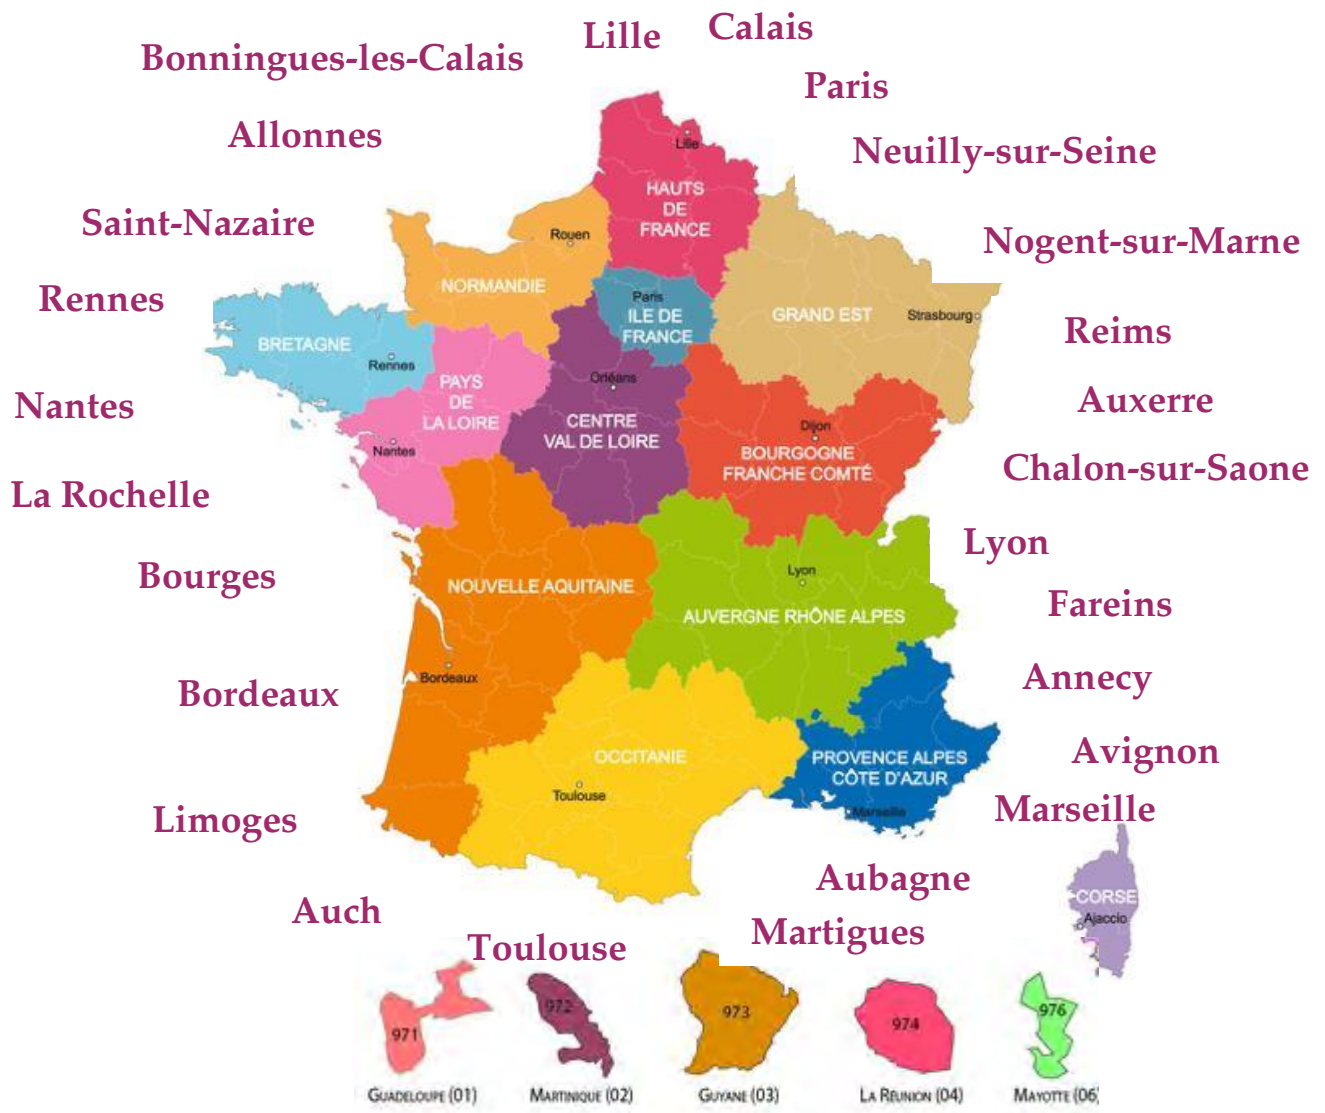 Lille
Calais
Bonningues-les-Calais
Paris
Allonnes
Neuilly-sur-Seine
Lille
HAUTS
DE
FRANCE
Saint-Nazaire
Rouen
Nogent-sur-Marne
Rennes
NORMANDIE
Paris
ILE DE
FRANCE
GRAND EST
Strasbourg
Reims
BRETAGNE
Rennes
PAYS
DE
LA LOIRE
Orléans
Nantes
Auxerre
CENTRE
VAL DE LOIRE
Dijon
BOURGOGNE
FRANCHE COMTÉ
Nantes
Chalon-sur-Saone
La Rochelle
Lyon
Bourges
Lyon
NOUVELLE AQUITAINE
AUVERGNE RHÔNE ALPES
Fareins
Bordeaux
Bordeaux
Annecy
OCCITANIE
PROVENCE ALPES
CÔTE D'AZUR
Avignon
Toulouse
Marseille
Marseille
Limoges
Aubagne
CORSE
Ajaccio
Auch
Martigues
Toulouse
971
972
973
974
976
GUADELOUPE (01)
MARTINIQUE (02)
GUYANE (03)
LA RÉUNION (04)
MAYOTTE (06)